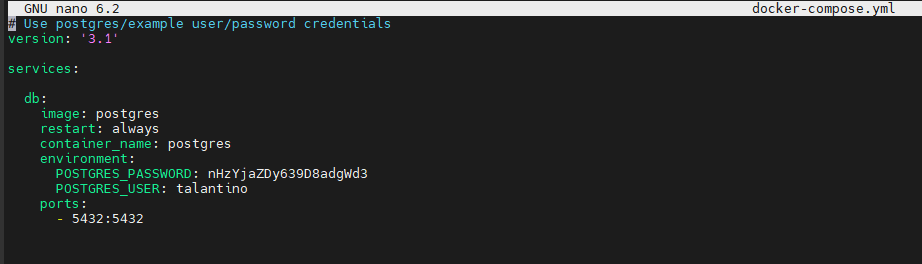 GNU nano 6.2 docker-compose.yml
# Use postgres/example user/password credentials
version: '3.1'
services:
db:
image: postgres
restart: always
container_name: postgres
environment:
POSTGRES_PASSWORD: nHzYjaZDy639D8adgWd3
POSTGRES_USER: talantino
ports:
- 5432:5432